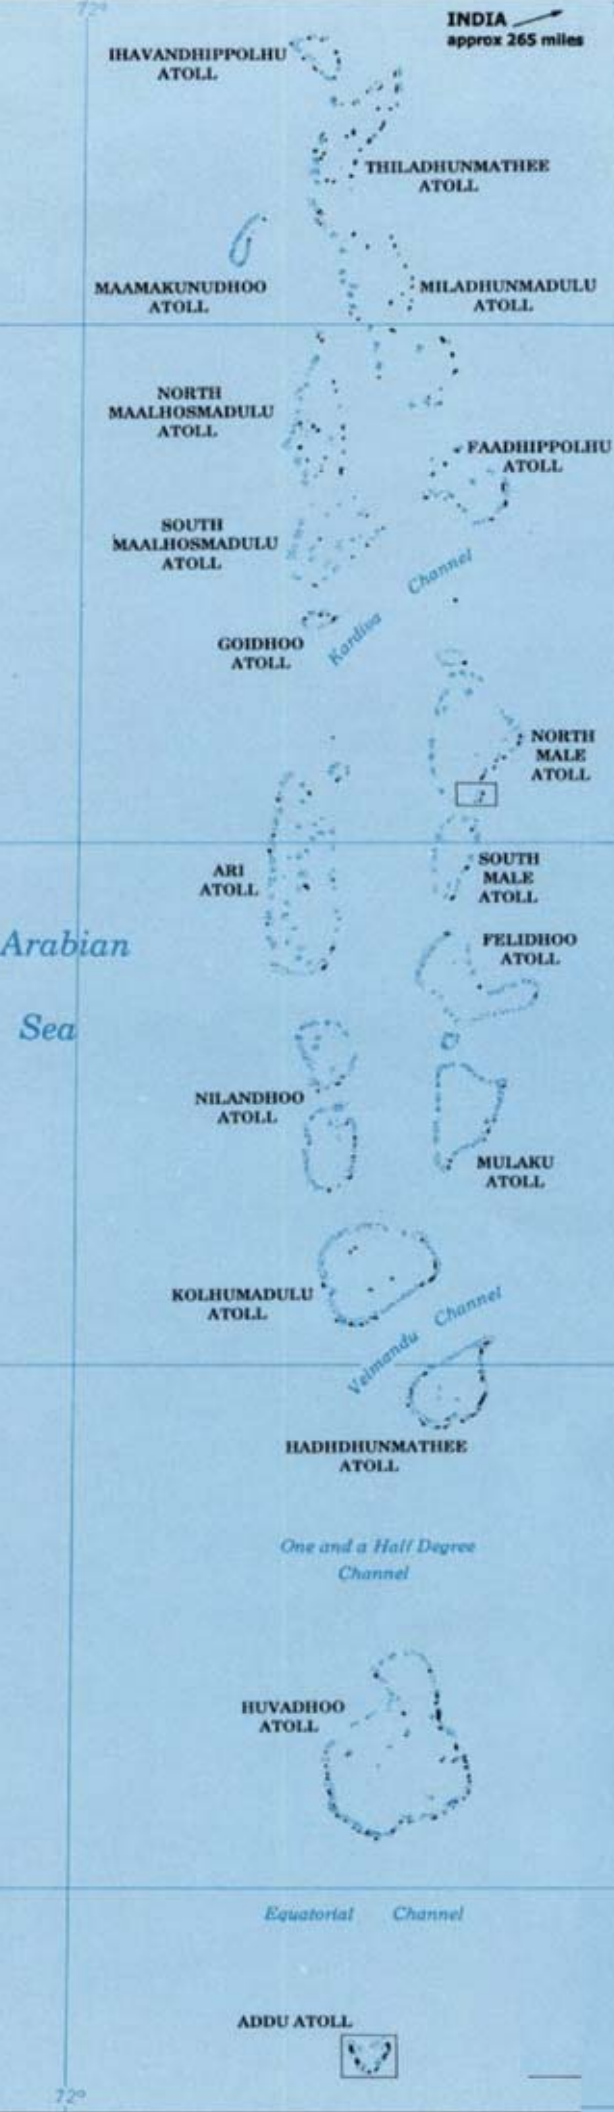 72°
INDIA
approx 265 miles
IHAVANDHIPPOLHU
ATOLL
THILADHUNMATHEE
ATOLL
MAAMAKUNUDHOO
ATOLL
MILADHUNMADULU
ATOLL
NORTH
MAALHOSMADULU
ATOLL
FAADHIPPOLHU
ATOLL
SOUTH
MAALHOSMADULU
ATOLL
Kardiva Channel
GOIDHOO
ATOLL
NORTH
MALE
ATOLL
ARI
ATOLL
SOUTH
MALE
ATOLL
Arabian
Sea
FELIDHOO
ATOLL
NILANDHOO
ATOLL
MULAKU
ATOLL
KOLHUMADULU
ATOLL
Veimandu Channel
HADHDHUNMATHEE
ATOLL
One and a Half Degree
Channel
HUVADHOO
ATOLL
Equatorial Channel
ADDU ATOLL
72°